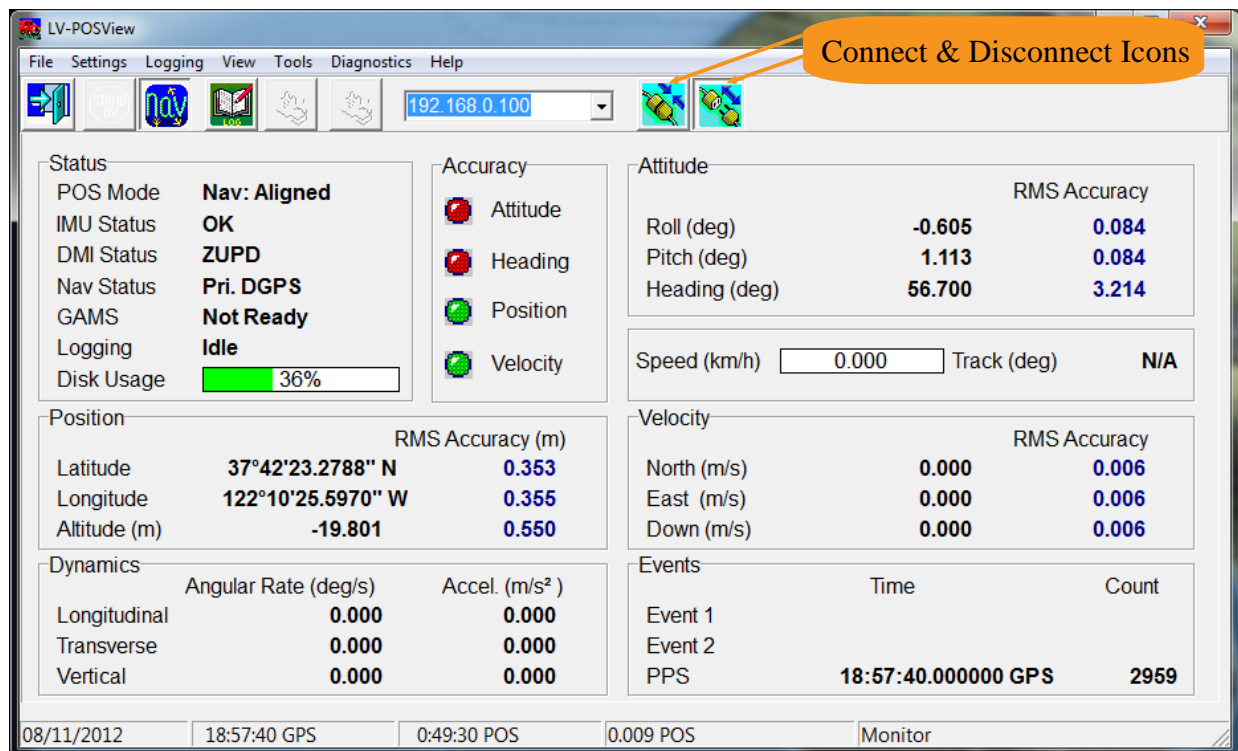 LV-POSView
Connect & Disconnect Icons
File Settings Logging View Tools Diagnostics Help
STAND BY nav LOG 192.168.0.100
Status
POS Mode Nav: Aligned
IMU Status OK
DMI Status ZUPD
Nav Status Pri. DGPS
GAMS Not Ready
Logging Idle
Disk Usage 36%
Accuracy
Attitude
Heading
Position
Velocity
Attitude
RMS Accuracy
Roll (deg) -0.605 0.084
Pitch (deg) 1.113 0.084
Heading (deg) 56.700 3.214
Speed (km/h) 0.000 Track (deg) N/A
Position
RMS Accuracy (m)
Latitude 37°42'23.2788" N 0.353
Longitude 122°10'25.5970" W 0.355
Altitude (m) -19.801 0.550
Velocity
RMS Accuracy
North (m/s) 0.000 0.006
East (m/s) 0.000 0.006
Down (m/s) 0.000 0.006
Dynamics
Angular Rate (deg/s) Accel. (m/s²)
Longitudinal 0.000 0.000
Transverse 0.000 0.000
Vertical 0.000 0.000
Events
Time Count
Event 1
Event 2
PPS 18:57:40.000000 GPS 2959
08/11/2012 18:57:40 GPS 0:49:30 POS 0.009 POS Monitor